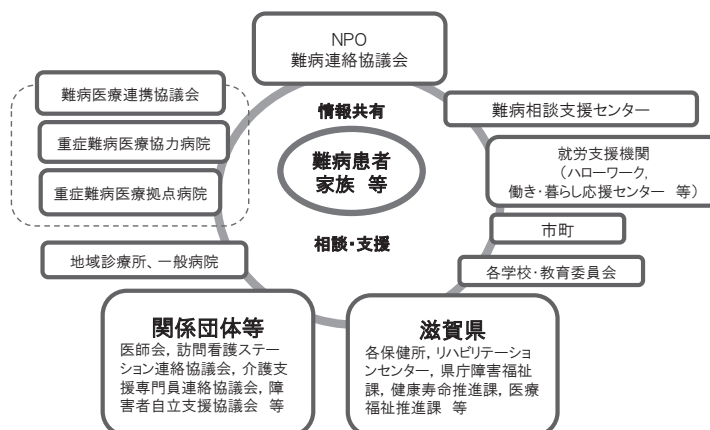 NPO
難病連絡協議会
難病医療連携協議会
重症難病医療協力病院
重症難病医療拠点病院
地域診療所、一般病院
情報共有
難病患者
家族 等
相談・支援
難病相談支援センター
就労支援機関
（ハローワーク,
働き・暮らし応援センター 等）
市町
各学校・教育委員会
関係団体等
医師会, 訪問看護ステー
ション連絡協議会, 介護支
援専門員連絡協議会, 障
害者自立支援協議会 等
滋賀県
各保健所, リハビリテーショ
ンセンター, 県庁障害福祉
課, 健康寿命推進課, 医療
福祉推進課 等